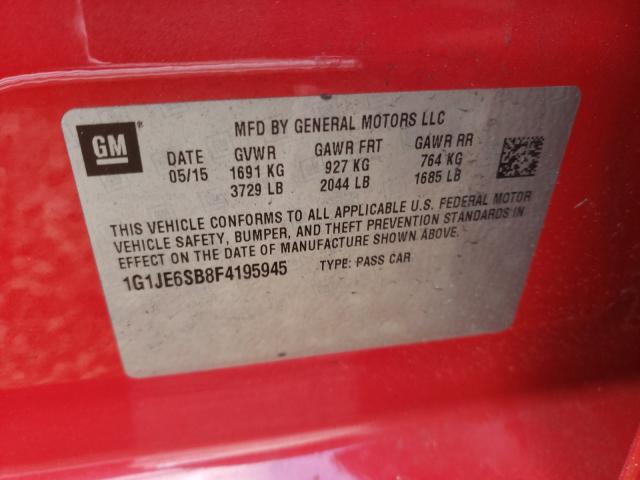 GM
MFD BY GENERAL MOTORS LLC
DATE GVWR GAWR FRT GAWR RR
05/15 1691 KG 927 KG 764 KG
3729 LB 2044 LB 1685 LB
THIS VEHICLE CONFORMS TO ALL APPLICABLE U.S. FEDERAL MOTOR
VEHICLE SAFETY, BUMPER, AND THEFT PREVENTION STANDARDS IN
EFFECT ON THE DATE OF MANUFACTURE SHOWN ABOVE.
1G1JE6SB8F4195945 TYPE: PASS CAR